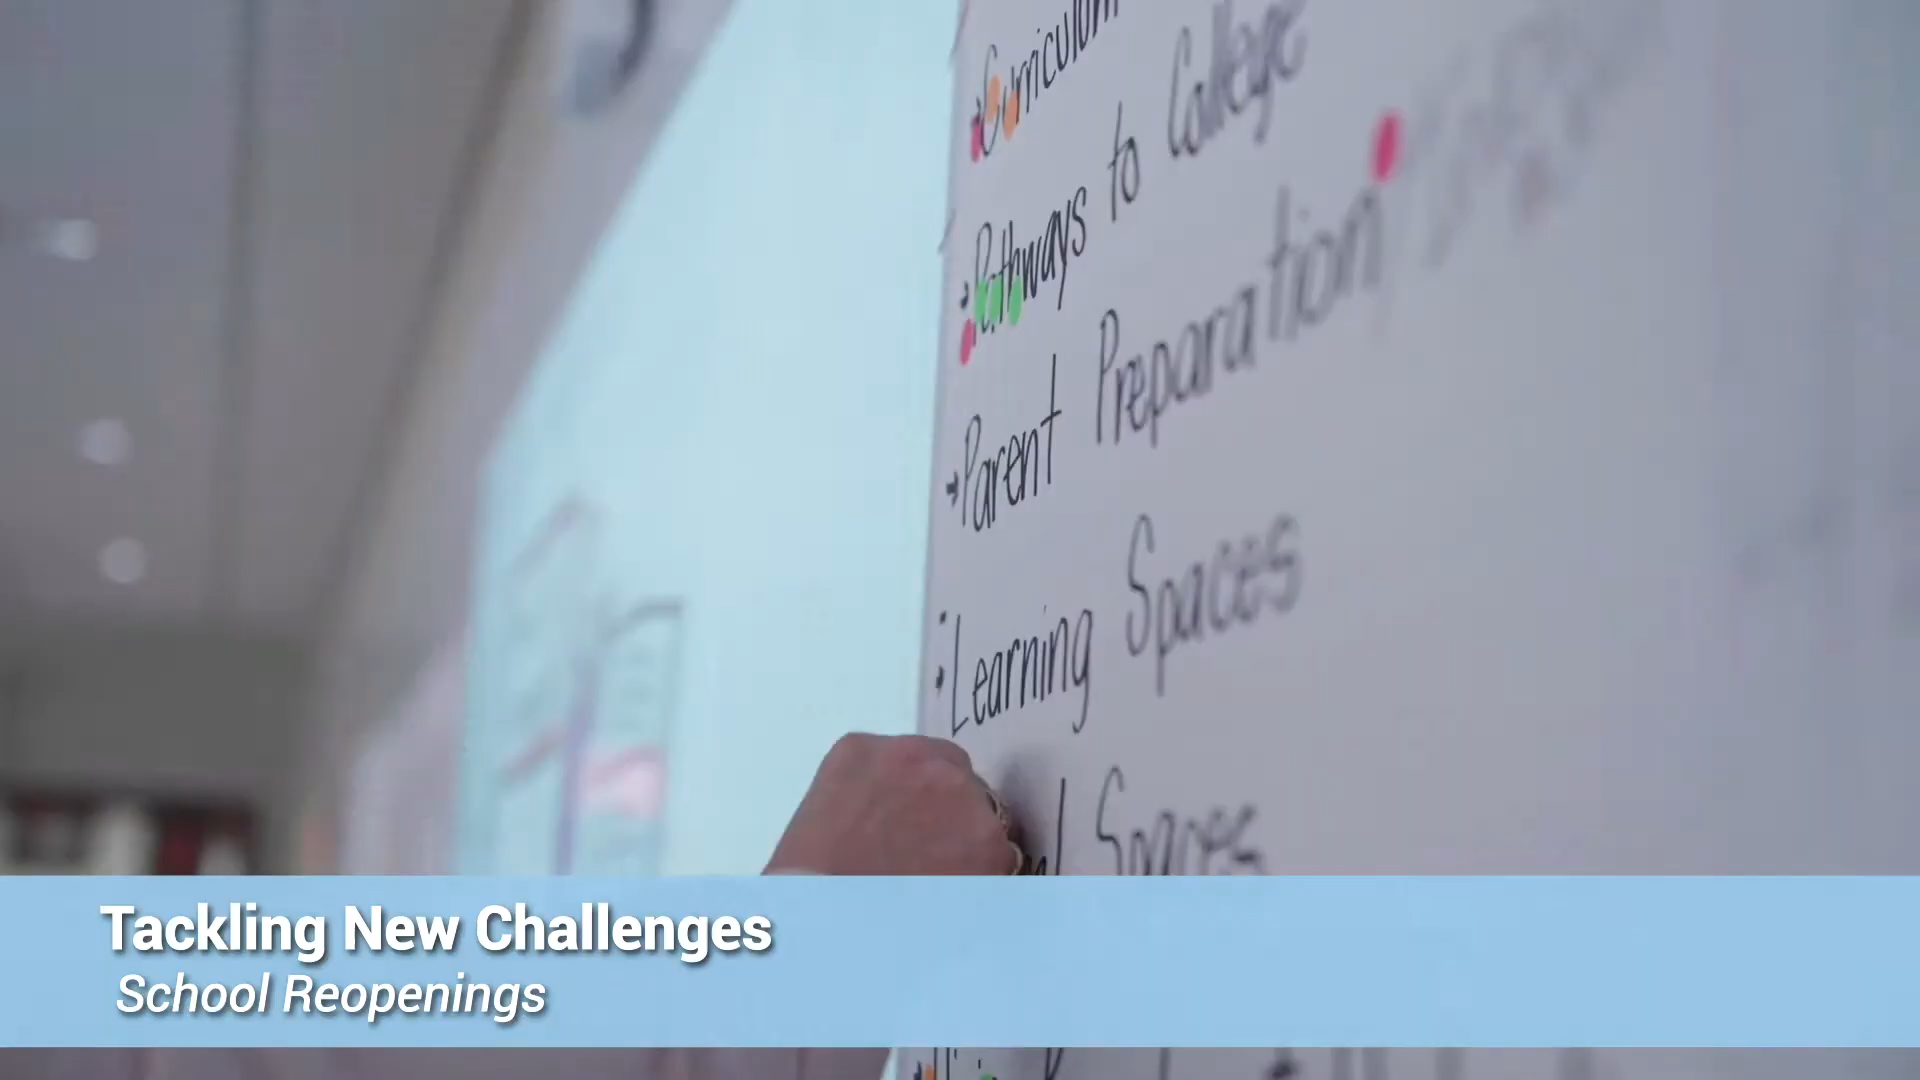 Curriculum
Pathways to College
Parent Preparation
Learning Spaces
Spaces
Tackling New Challenges
School Reopenings